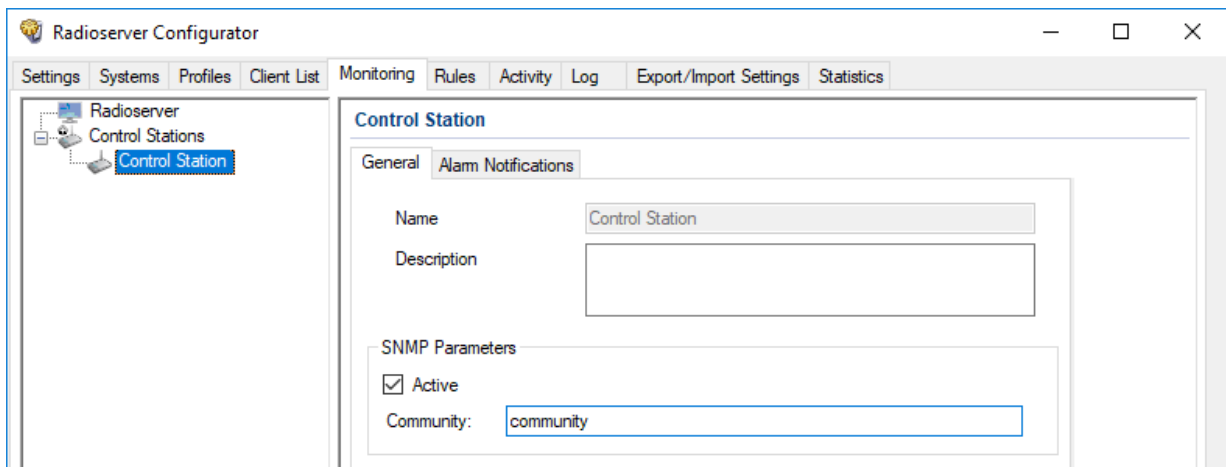 Radioserver Configurator
Settings Systems Profiles Client List Monitoring Rules Activity Log Export/Import Settings Statistics
Radioserver
Control Stations
Control Station
Control Station
General Alarm Notifications
Name Control Station
Description
SNMP Parameters
Active
Community: community